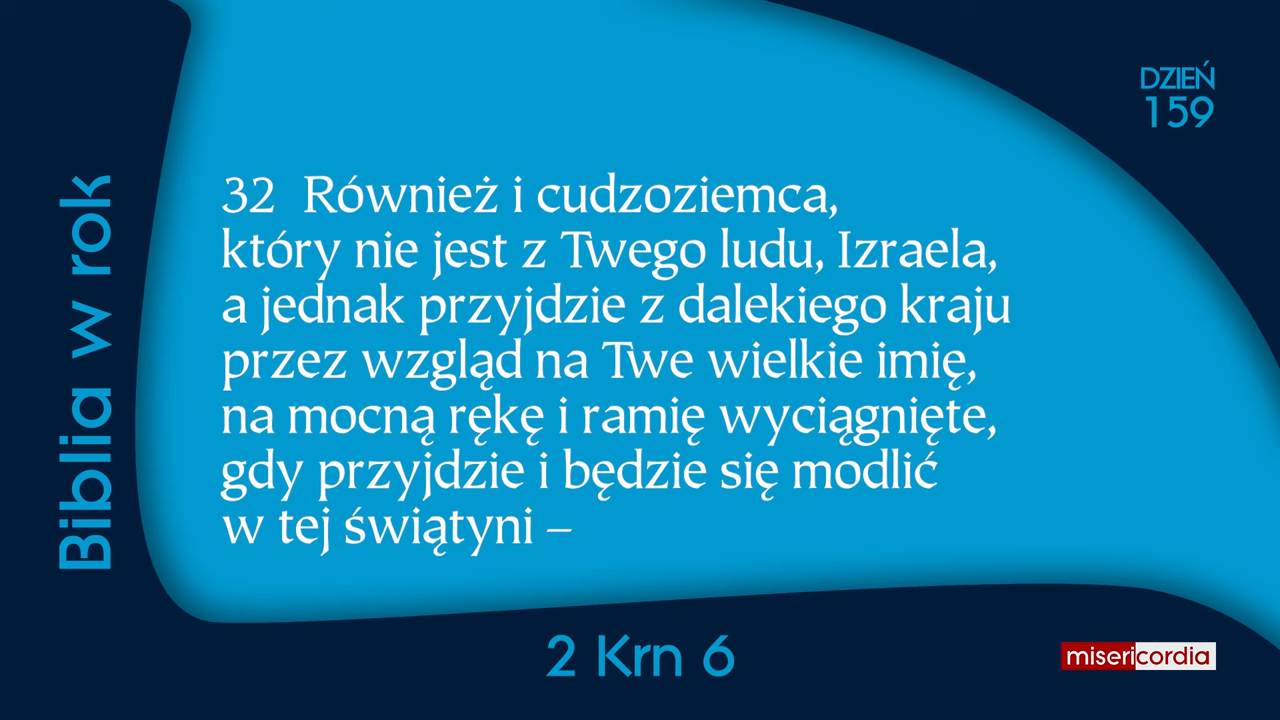 DZIEŃ
159
Biblia w rok
32 Również i cudzoziemca,
który nie jest z Twego ludu, Izraela,
a jednak przyjdzie z dalekiego kraju
przez wzgląd na Twe wielkie imię,
na mocną rękę i ramię wyciągnięte,
gdy przyjdzie i będzie się modlić
w tej świątyni –
2 Krn 6
misericordia